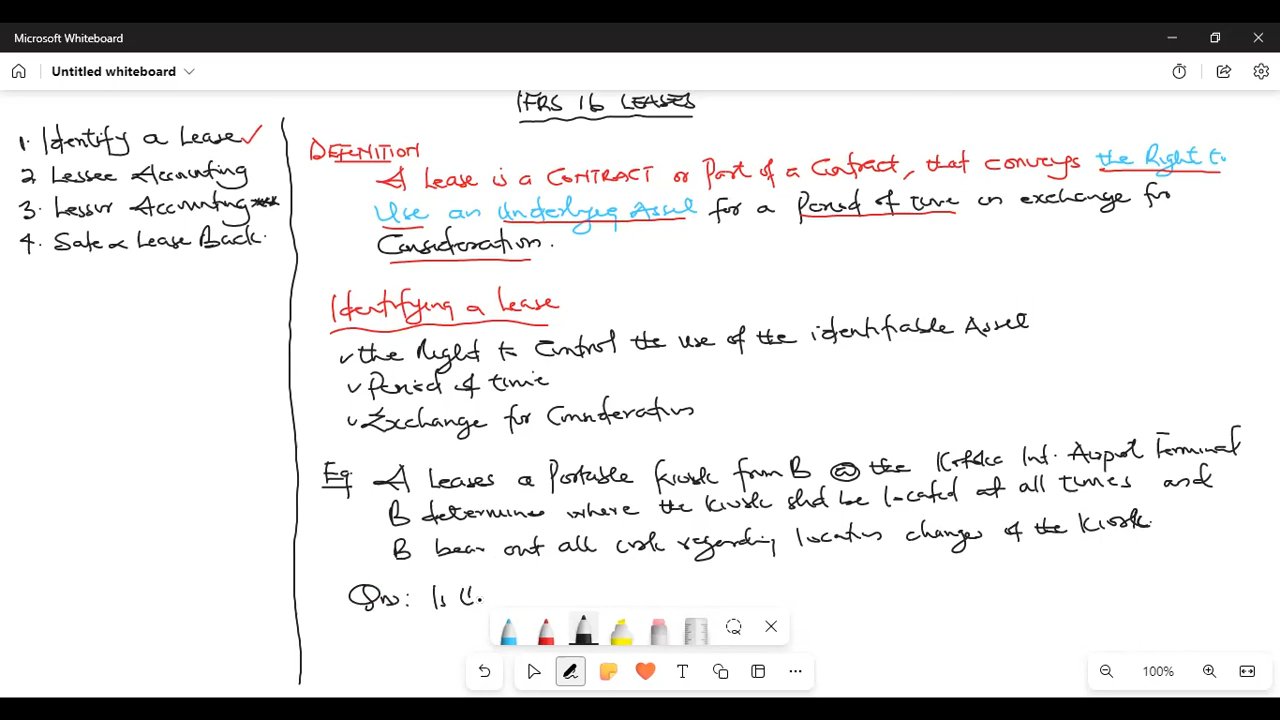 Microsoft Whiteboard
Untitled whiteboard
IFRS 16 LEASES
1. Identify a Lease
2 Lessee Accounting
3. Lessor Accounting
4. Sale & Lease Back.
DEFINITION
A Lease is a CONTRACT or Part of a Contract, that conveys the Right to
Use an Underlying Asset for a Period of time in exchange for
Consideration.
Identifying a Lease
the Right to Control the use of the identifiable Asset
Period of time
Exchange for Consideration
Eg. A Leases a Portable Kiosk from B @ the Kotoka Int. Airport Terminal
B determines where the Kiosk shd be located at all times and
B bear out all cost regarding location changes of the Kiosk.
Qn: Is
100%